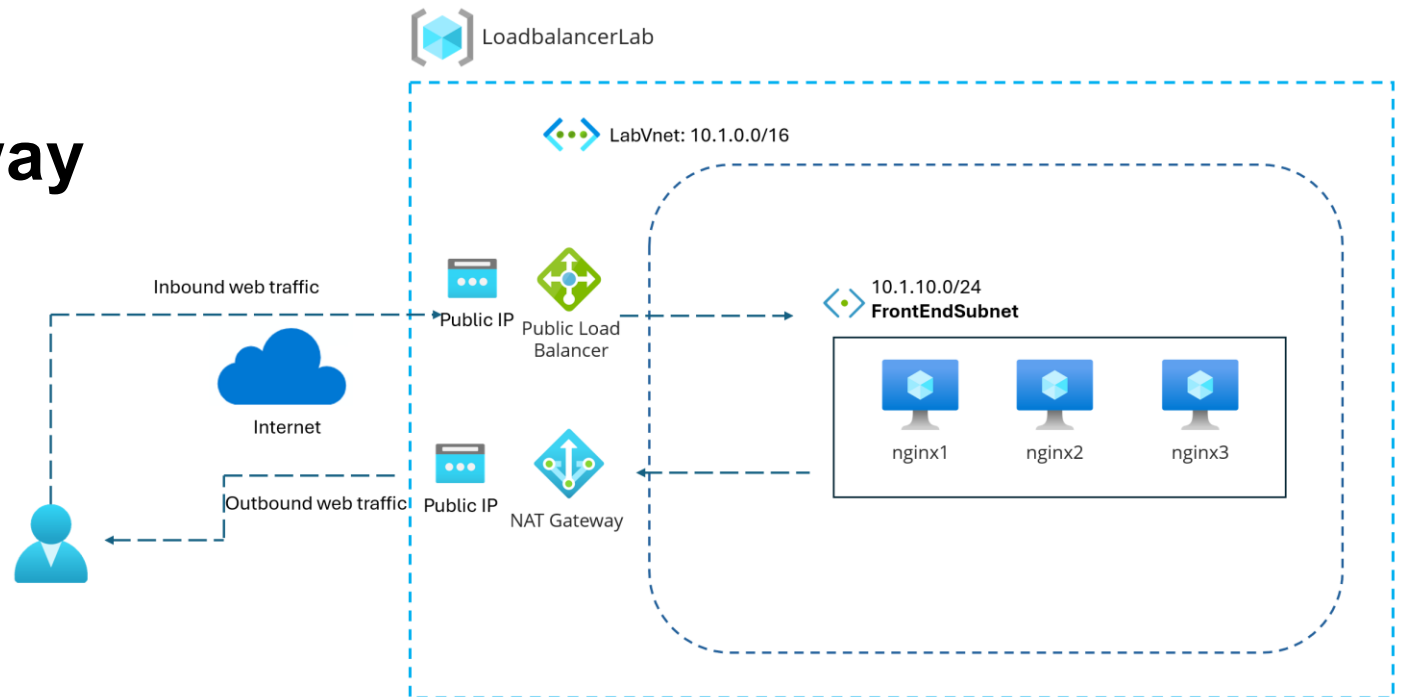 LoadbalancerLab
way
LabVnet: 10.1.0.0/16
Inbound web traffic
Public IP
Public Load
Balancer
10.1.10.0/24
FrontEndSubnet
Internet
nginx1
nginx2
nginx3
Outbound web traffic
Public IP
NAT Gateway